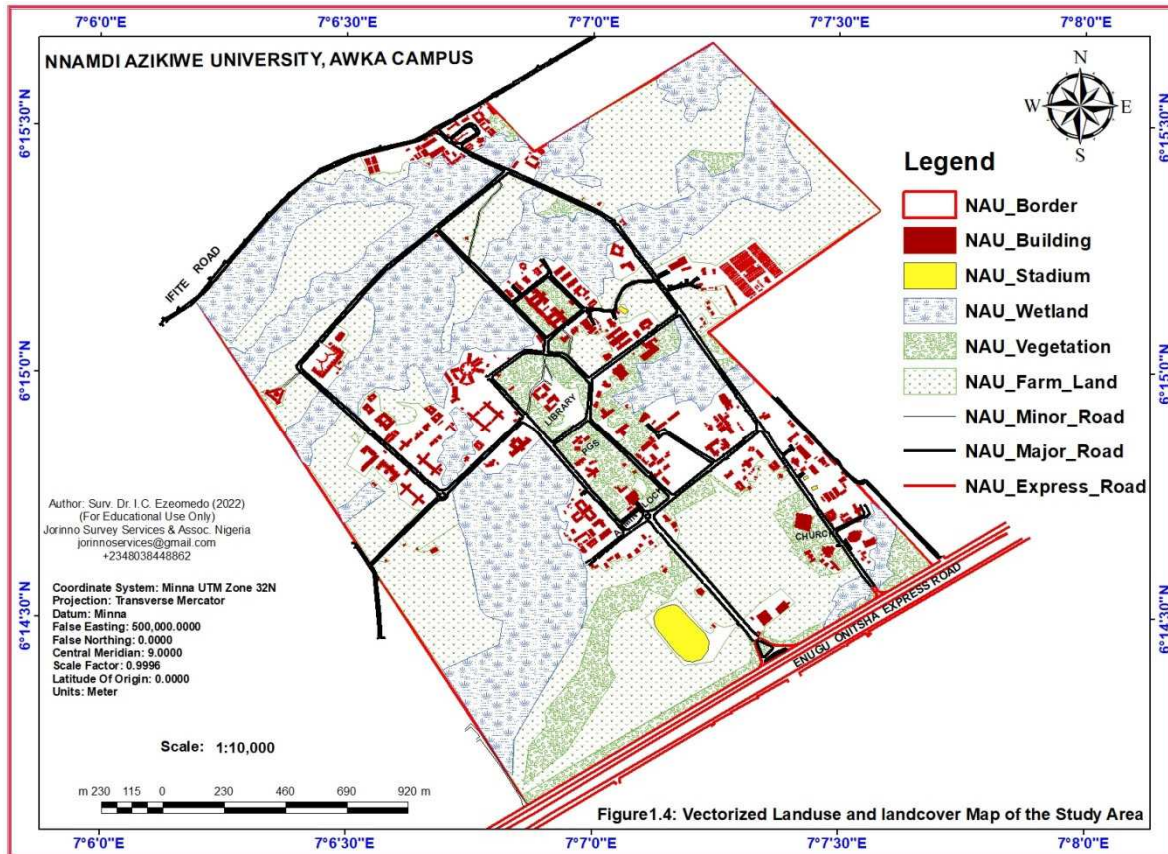 7°6'0"E 7°6'30"E 7°7'0"E 7°7'30"E 7°8'0"E
NNAMDI AZIKIWE UNIVERSITY, AWKA CAMPUS
N
W E
S
6°15'30"N 6°15'30"N
Legend
NAU_Border
NAU_Building
NAU_Stadium
NAU_Wetland
NAU_Vegetation
NAU_Farm_Land
NAU_Minor_Road
NAU_Major_Road
NAU_Express_Road
IFITE ROAD
6°15'0"N 6°15'0"N
LIBRARY
PGS
CHURCH
ENUGU ONITSHA EXPRESS ROAD
Author: Surv. Dr. I.C. Ezeomedo (2022)
(For Educational Use Only)
Jorinno Survey Services & Assoc. Nigeria
jorinnoservices@gmail.com
+2348038448862
Coordinate System: Minna UTM Zone 32N
Projection: Transverse Mercator
Datum: Minna
False Easting: 500,000.0000
False Northing: 0.0000
Central Meridian: 9.0000
Scale Factor: 0.9996
Latitude Of Origin: 0.0000
Units: Meter
6°14'30"N 6°14'30"N
Scale: 1:10,000
m 230 115 0 230 460 690 920 m
Figure1.4: Vectorized Landuse and landcover Map of the Study Area
7°6'0"E 7°6'30"E 7°7'0"E 7°7'30"E 7°8'0"E